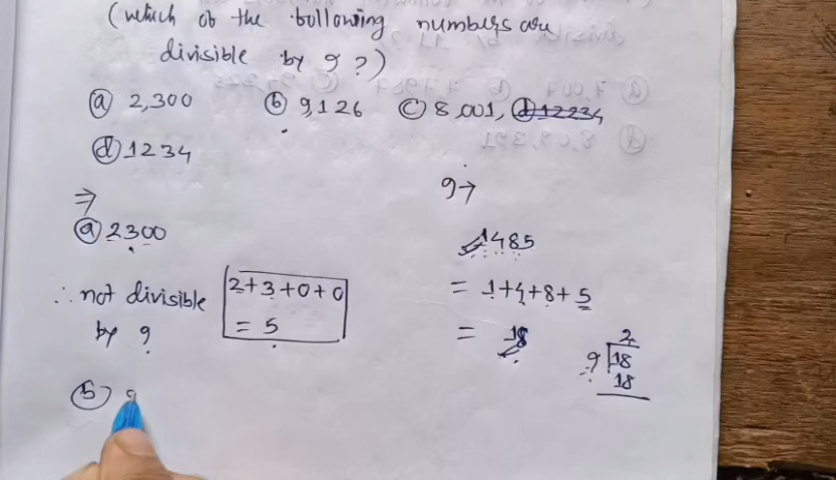 (which of the following numbers are
divisible by 9 ?)
(a) 2,300 (b) 9,126 (c) 8,001, (d) 12234
(d) 1234
⇒
(a) 2300
∴ not divisible
by 9
2+3+0+0
= 5
(b) 9
9→
1485
= 1+4+8+5
= 18
2
9 18
18